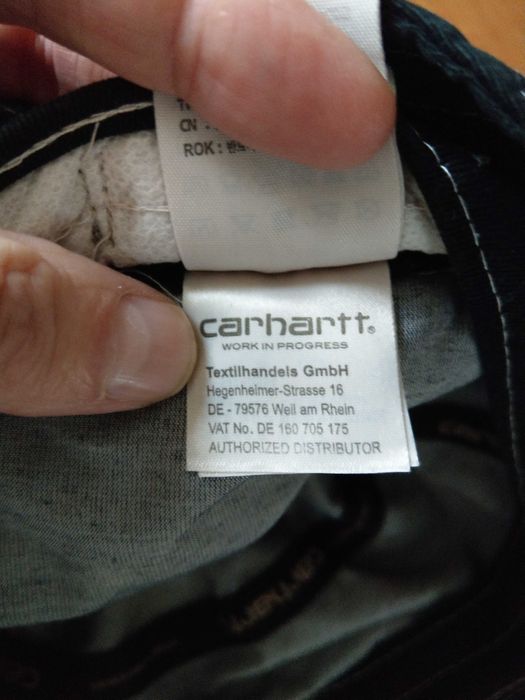 CN :
ROK :
carhartt®
WORK IN PROGRESS
Textilhandels GmbH
Hegenheimer-Strasse 16
DE - 79576 Weil am Rhein
VAT No. DE 160 705 175
AUTHORIZED DISTRIBUTOR
carhartt